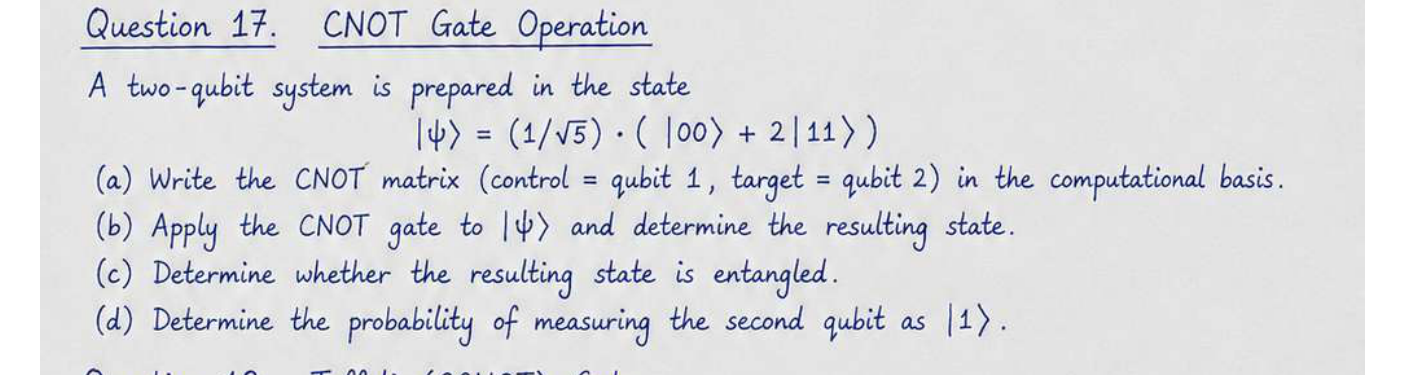 Question 17. CNOT Gate Operation
A two-qubit system is prepared in the state
|ψ⟩ = (1/√5) · ( |00⟩ + 2|11⟩ )
(a) Write the CNOT matrix (control = qubit 1, target = qubit 2) in the computational basis.
(b) Apply the CNOT gate to |ψ⟩ and determine the resulting state.
(c) Determine whether the resulting state is entangled.
(d) Determine the probability of measuring the second qubit as |1⟩.